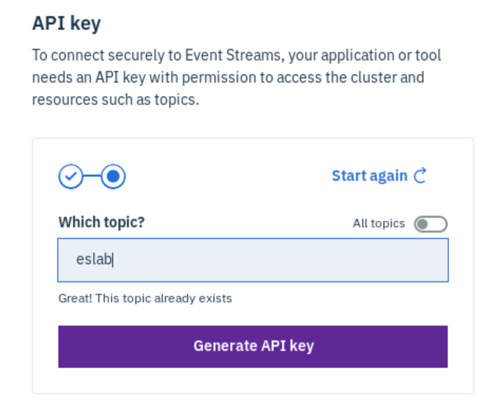 API key
To connect securely to Event Streams, your application or tool
needs an API key with permission to access the cluster and
resources such as topics.
Start again
Which topic?
All topics
eslab
Great! This topic already exists
Generate API key